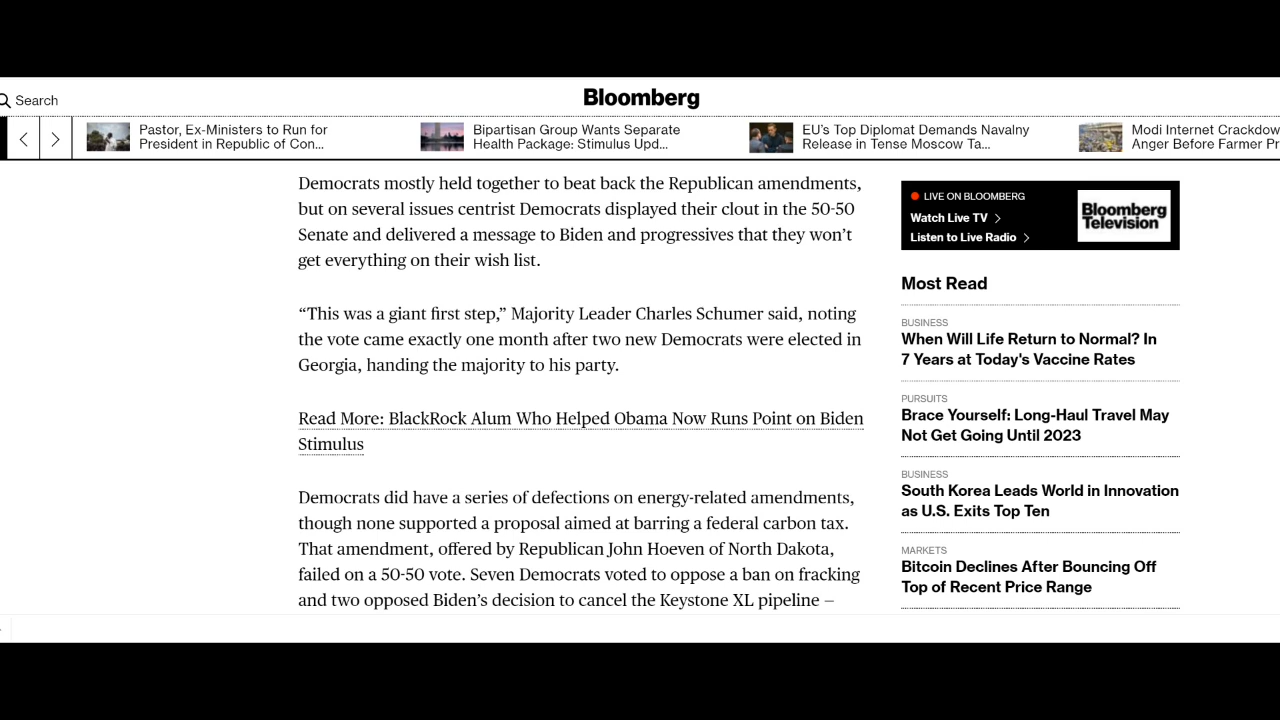 Search
Bloomberg
Pastor, Ex-Ministers to Run for
President in Republic of Con...
Bipartisan Group Wants Separate
Health Package: Stimulus Upd...
EU's Top Diplomat Demands Navalny
Release in Tense Moscow Ta...
Modi Internet Crackdow
Anger Before Farmer Pr
Democrats mostly held together to beat back the Republican amendments,
but on several issues centrist Democrats displayed their clout in the 50-50
Senate and delivered a message to Biden and progressives that they won’t
get everything on their wish list.
“This was a giant first step,” Majority Leader Charles Schumer said, noting
the vote came exactly one month after two new Democrats were elected in
Georgia, handing the majority to his party.
Read More: BlackRock Alum Who Helped Obama Now Runs Point on Biden
Stimulus
Democrats did have a series of defections on energy-related amendments,
though none supported a proposal aimed at barring a federal carbon tax.
That amendment, offered by Republican John Hoeven of North Dakota,
failed on a 50-50 vote. Seven Democrats voted to oppose a ban on fracking
and two opposed Biden’s decision to cancel the Keystone XL pipeline —
LIVE ON BLOOMBERG
Watch Live TV
Listen to Live Radio
Bloomberg
Television
Most Read
BUSINESS
When Will Life Return to Normal? In
7 Years at Today's Vaccine Rates
PURSUITS
Brace Yourself: Long-Haul Travel May
Not Get Going Until 2023
BUSINESS
South Korea Leads World in Innovation
as U.S. Exits Top Ten
MARKETS
Bitcoin Declines After Bouncing Off
Top of Recent Price Range